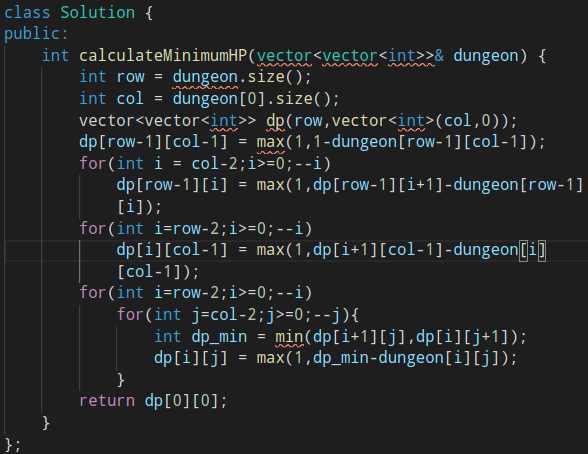 class Solution {
public:
    int calculateMinimumHP(vector<vector<int>>& dungeon) {
        int row = dungeon.size();
        int col = dungeon[0].size();
        vector<vector<int>> dp(row,vector<int>(col,0));
        dp[row-1][col-1] = max(1,1-dungeon[row-1][col-1]);
        for(int i = col-2;i>=0;--i)
            dp[row-1][i] = max(1,dp[row-1][i+1]-dungeon[row-1]
            [i]);
        for(int i=row-2;i>=0;--i)
            dp[i][col-1] = max(1,dp[i+1][col-1]-dungeon[i]
            [col-1]);
        for(int i=row-2;i>=0;--i)
            for(int j=col-2;j>=0;--j){
                int dp_min = min(dp[i+1][j],dp[i][j+1]);
                dp[i][j] = max(1,dp_min-dungeon[i][j]);
            }
        return dp[0][0];
    }
};